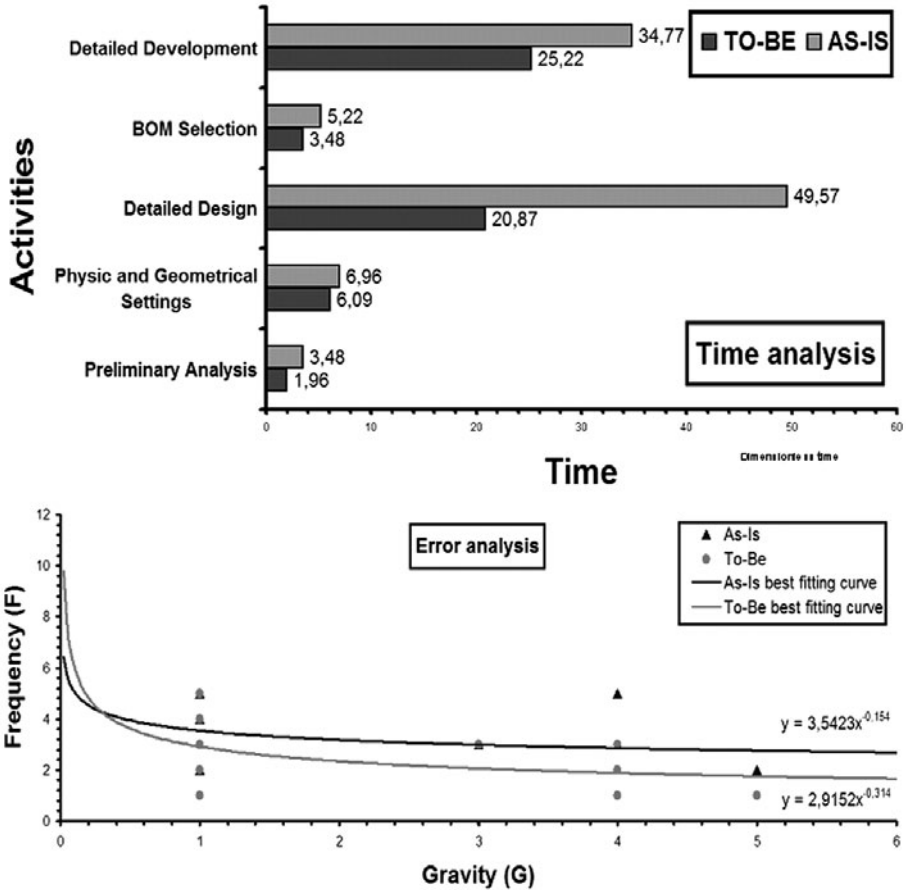 TO-BE AS-IS
Activities
Detailed Development
34,77
25,22
BOM Selection
5,22
3,48
Detailed Design
49,57
20,87
Physic and Geometrical
Settings
6,96
6,09
Preliminary Analysis
3,48
1,96
Time analysis
0 10 20 30 40 50 60
Time
Dimensionless time
Error analysis
As-Is
To-Be
As-Is best fitting curve
To-Be best fitting curve
Frequency (F)
12
10
8
6
4
2
0
y = 3,5423x^-0,154
y = 2,9152x^-0,314
0 1 2 3 4 5 6
Gravity (G)